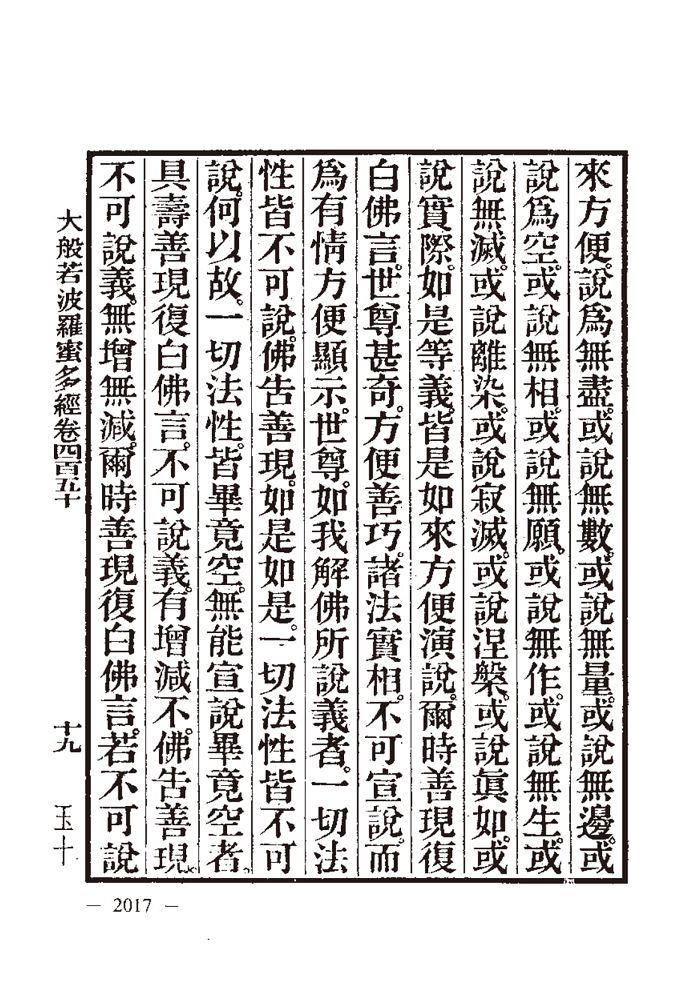 來方便。說爲無盡。或說無數。或說無量。或說無邊。或
說爲空。或說無相。或說無願。或說無作。或說無生。或
說無滅。或說離染。或說寂滅。或說涅槃。或說眞如。或
說實際。如是等義。皆是如來方便演說。爾時善現復
白佛言。世尊甚奇。方便善巧。諸法實相。不可宣說。而
爲有情方便顯示。世尊。如我解佛所說義者。一切法
性皆不可說。佛告善現。如是如是。一切法性皆不可
說。何以故。一切法性。皆畢竟空。無能宣說畢竟空者。
具壽善現復白佛言。不可說義。有增減不。佛告善現。
不可說義。無增無減。爾時善現復白佛言。若不可說
大般若波羅蜜多經卷四百五十
十九
玉十
— 2017 —